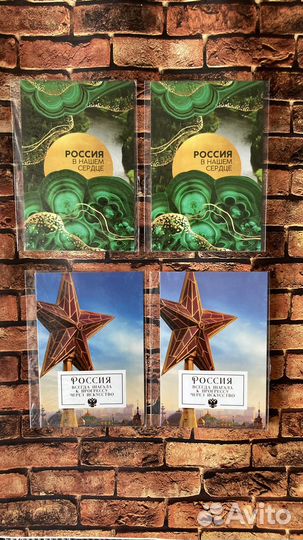 РОССИЯ
В НАШЕМ
СЕРДЦЕ
РОССИЯ
В НАШЕМ
СЕРДЦЕ
РОССИЯ
ВСЕГДА ШАГАЛА
К ПРОГРЕССУ
ЧЕРЕЗ ИСКУССТВО
РОССИЯ
ВСЕГДА ШАГАЛА
К ПРОГРЕССУ
ЧЕРЕЗ ИСКУССТВО
Avito